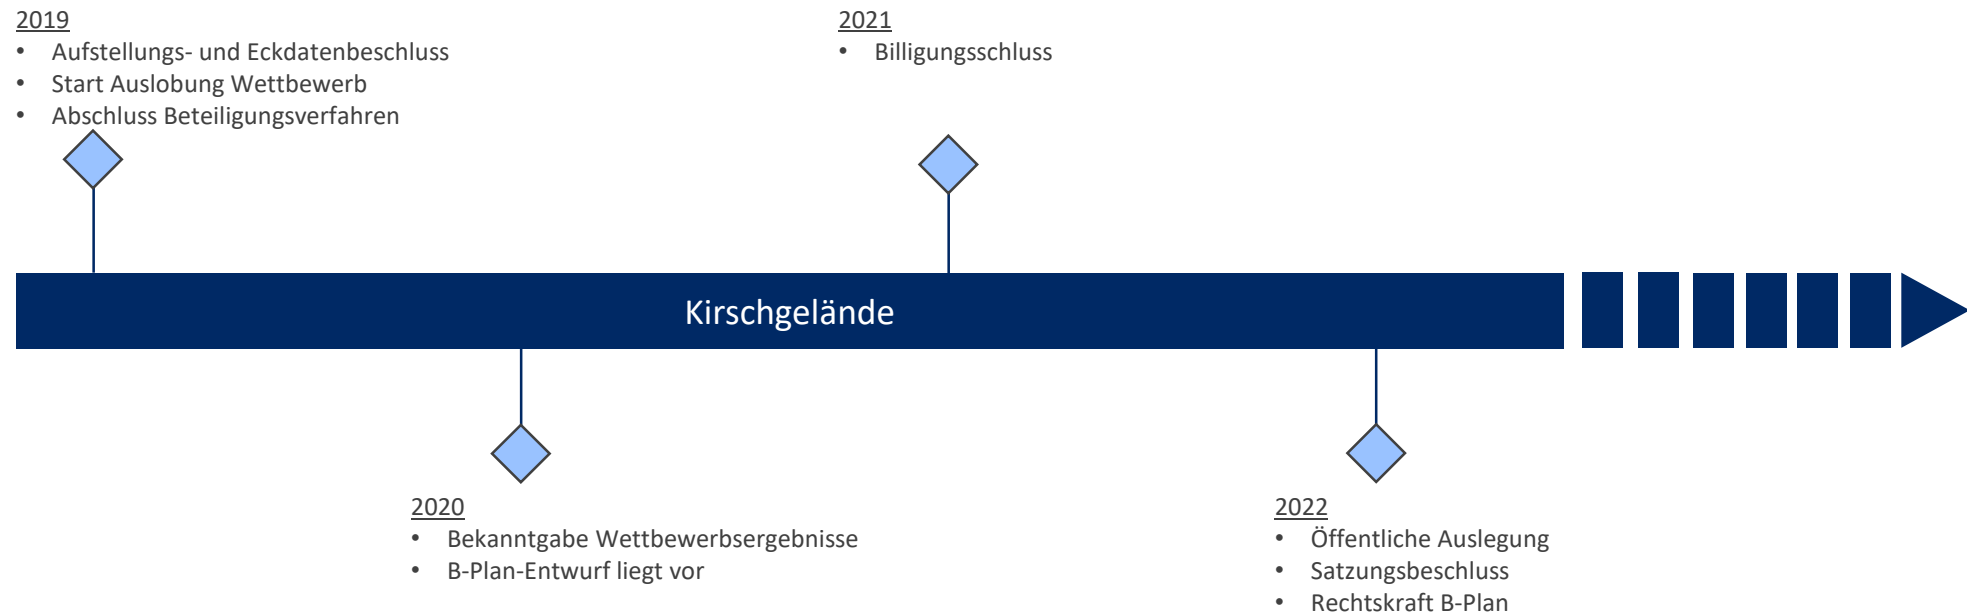 2019
• Aufstellungs- und Eckdatenbeschluss
• Start Auslobung Wettbewerb
• Abschluss Beteiligungsverfahren
2021
• Billigungsschluss
Kirschgelände
2020
• Bekanntgabe Wettbewerbsergebnisse
• B-Plan-Entwurf liegt vor
2022
• Öffentliche Auslegung
• Satzungsbeschluss
• Rechtskraft B-Plan